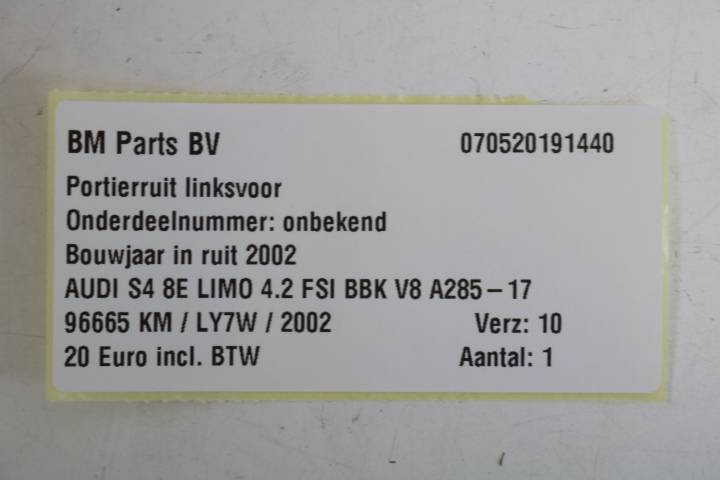 BM Parts BV 070520191440
Portierruit linksvoor
Onderdeelnummer: onbekend
Bouwjaar in ruit 2002
AUDI S4 8E LIMO 4.2 FSI BBK V8 A285 – 17
96665 KM / LY7W / 2002 Verz: 10
20 Euro incl. BTW Aantal: 1